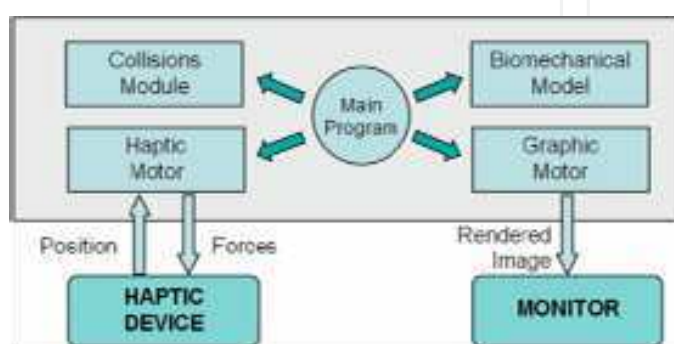 Collisions
Module
Main
Program
Biomechanical
Model
Haptic
Motor
Graphic
Motor
Position
Forces
Rendered
Image
HAPTIC
DEVICE
MONITOR